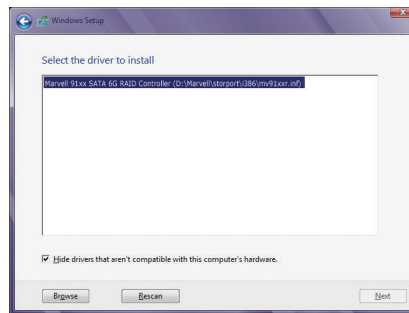 Windows Setup
Select the driver to install
Marvell 91xx SATA 6G RAID Controller (D:\Marvell\storport\i386\mv91xxr.inf)
Hide drivers that aren't compatible with this computer's hardware.
Browse
Rescan
Next